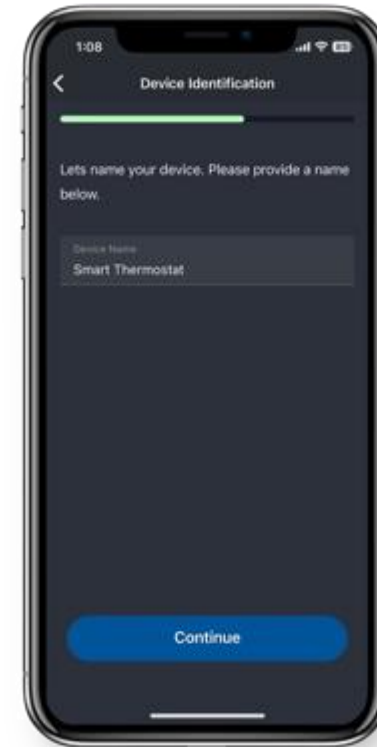 1:08
Device Identification
Lets name your device. Please provide a name
below.
Device Name
Smart Thermostat
Continue